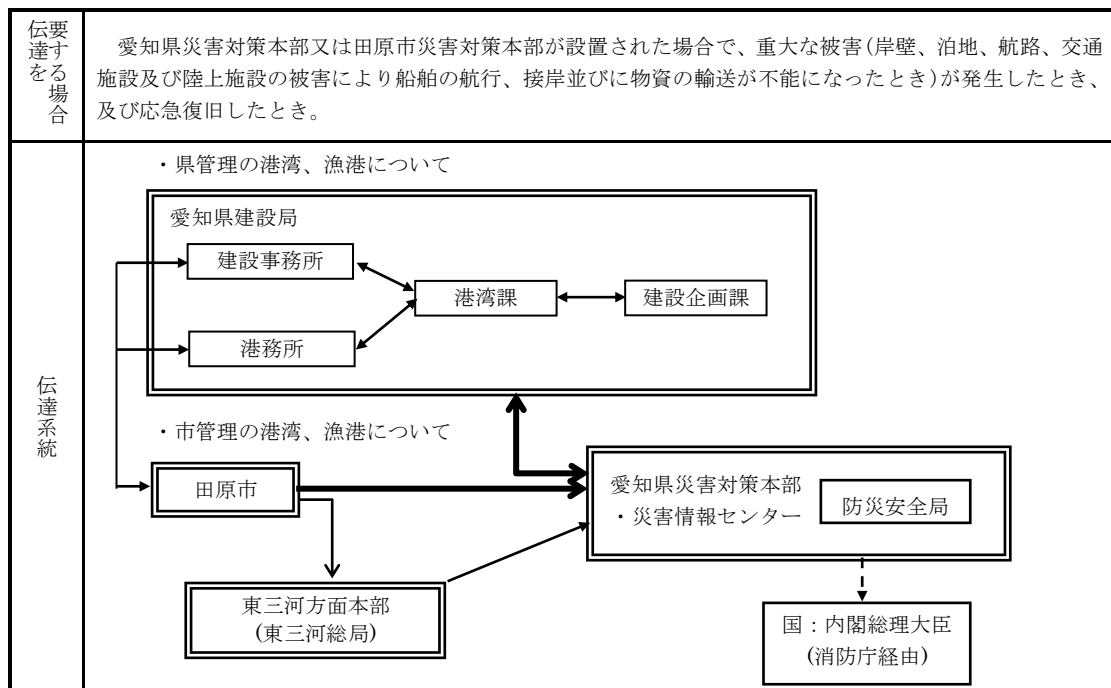 伝達を
要する場合
愛知県災害対策本部又は田原市災害対策本部が設置された場合で、重大な被害(岸壁、泊地、航路、交通
施設及び陸上施設の被害により船舶の航行、接岸並びに物資の輸送が不能になったとき)が発生したとき、
及び応急復旧したとき。
伝達系統
・県管理の港湾、漁港について
愛知県建設局
建設事務所
港湾課
建設企画課
港務所
・市管理の港湾、漁港について
田原市
愛知県災害対策本部
・災害情報センター
防災安全局
東三河方面本部
(東三河総局)
国：内閣総理大臣
(消防庁経由)